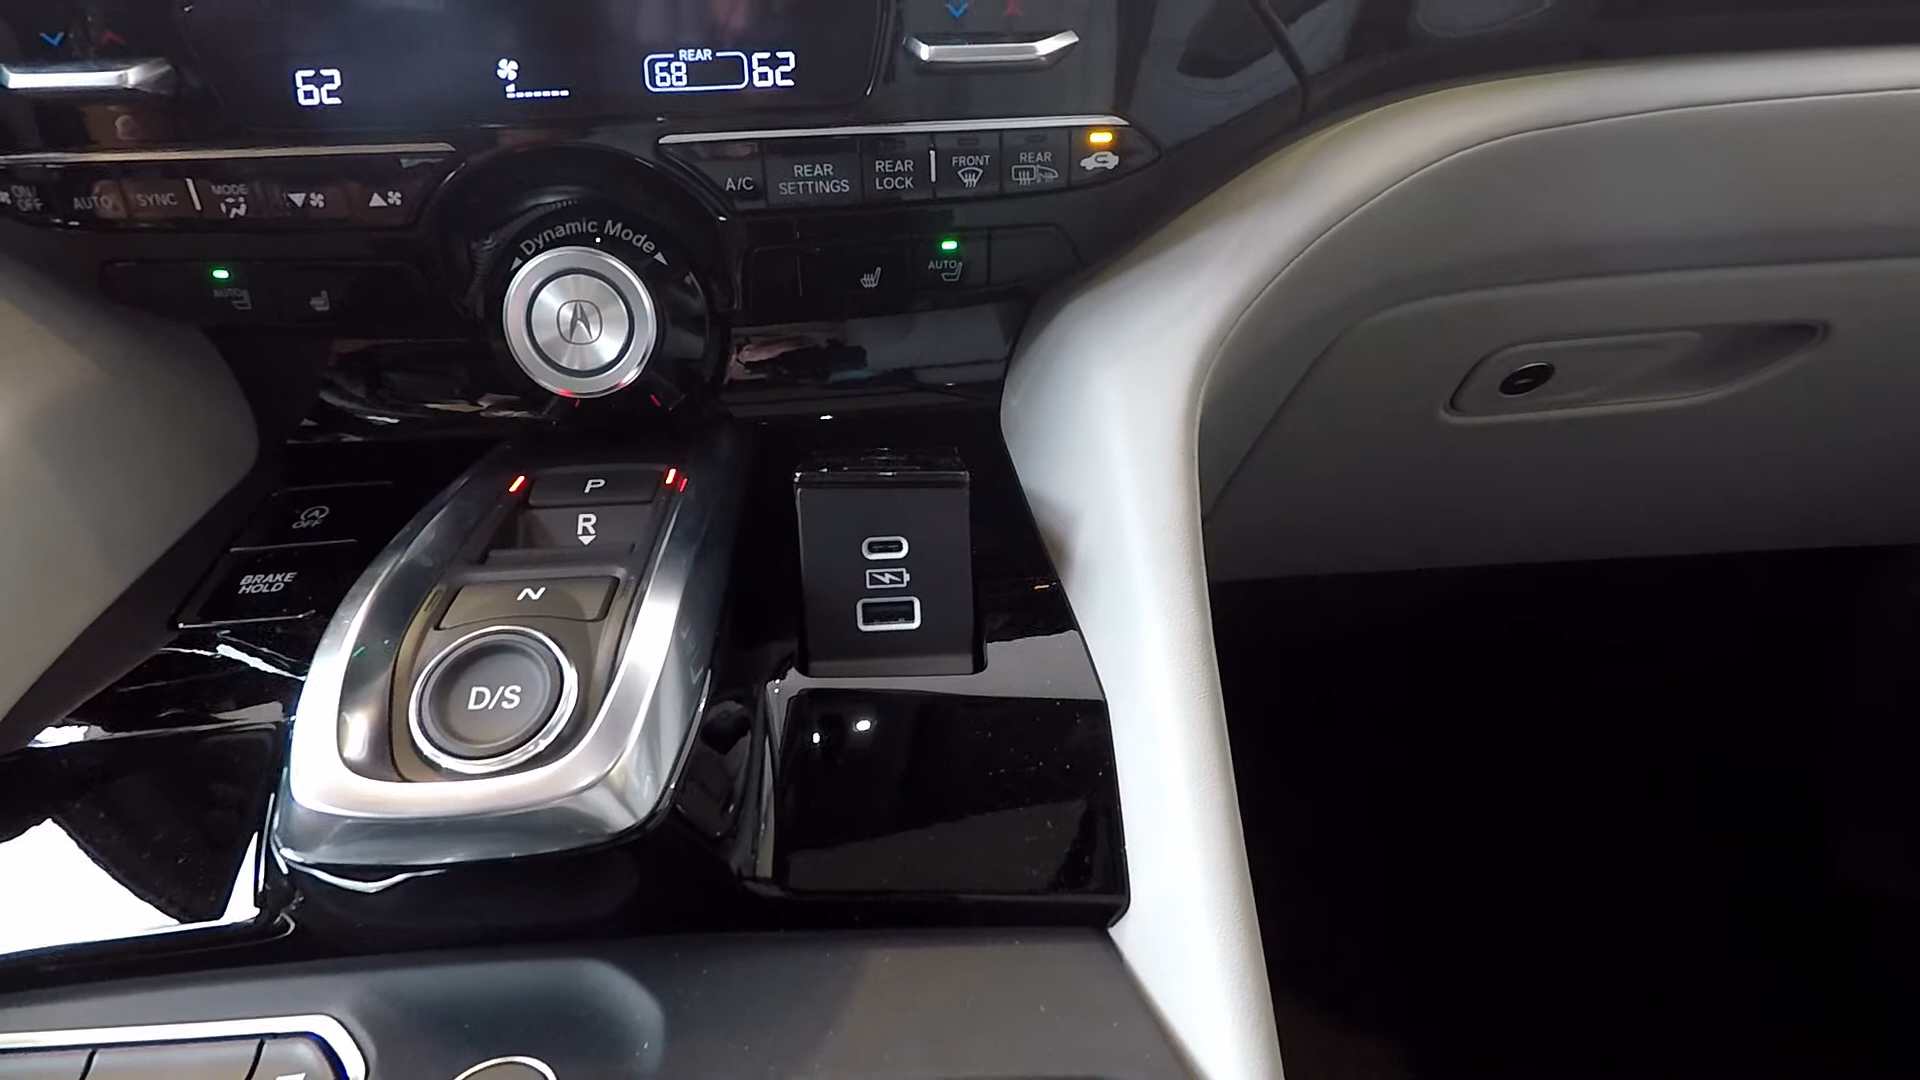 62
REAR
68
62
ON/
OFF
AUTO
SYNC
MODE
A/C
REAR
SETTINGS
REAR
LOCK
FRONT
REAR
Dynamic Mode
AUTO
AUTO
A
OFF
BRAKE
HOLD
P
R
N
D/S